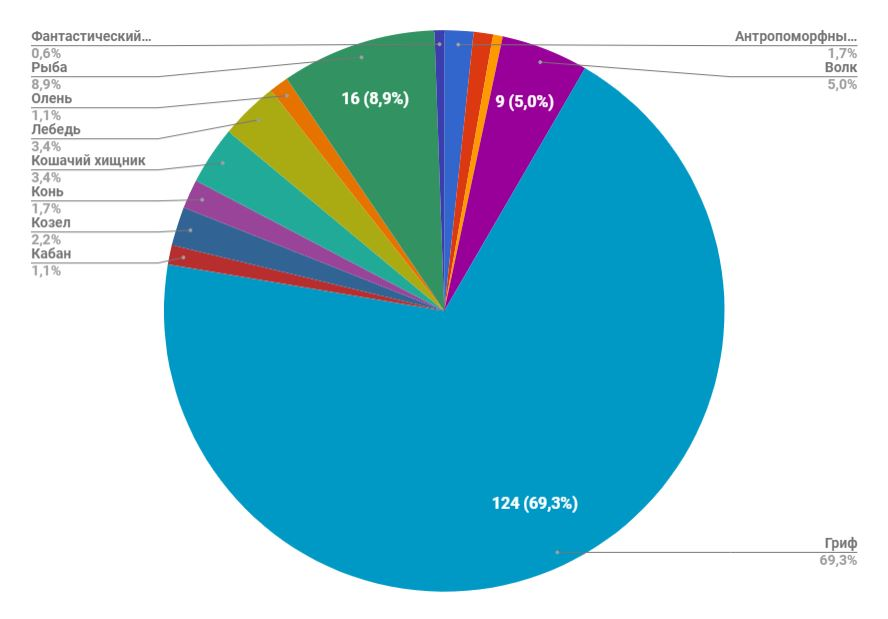 Фантастический…
0,6%
Рыба
8,9%
Олень
1,1%
Лебедь
3,4%
Кошачий хищник
3,4%
Конь
1,7%
Козел
2,2%
Кабан
1,1%
16 (8,9%)
9 (5,0%)
124 (69,3%)
Антропоморфны…
1,7%
Волк
5,0%
Гриф
69,3%